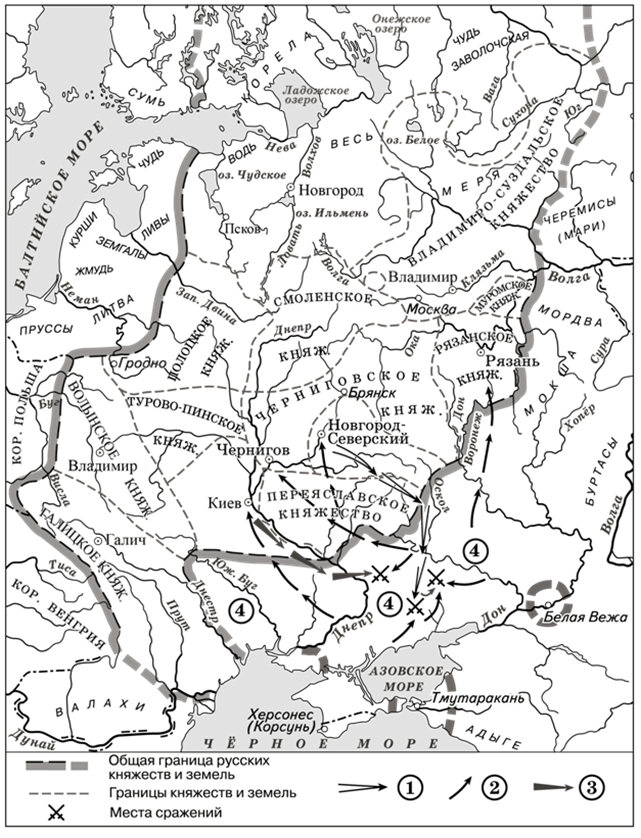 Онежское
озеро
ЧУДЬ
ЗАВОЛОЧСКАЯ
КОРЕЛА
СУМЬ
Ладожское
озеро
Вага
Сухона
Юг
БАЛТИЙСКОЕ МОРЕ
ЧУДЬ
ВОДЬ
Нева
Волхов
ВЕСЬ
оз. Белое
оз. Чудское
Новгород
МЕРЯ
ВЛАДИМИРО-СУЗДАЛЬСКОЕ
КНЯЖЕСТВО
оз. Ильмень
Псков
Ловать
КУРШИ
ЛИВЫ
ЗЕМГАЛЫ
ЖМУДЬ
ЧЕРЕМИСЫ
(МАРИ)
Волга
Владимир
Клязьма
Волга
Неман
ЛИТВА
Зап. Двина
СМОЛЕНСКОЕ
Москва
МУРОМСКОЕ
КНЯЖ.
МОРДВА
ПРУССЫ
Днепр
КНЯЖ.
Ока
РЯЗАНСКОЕ
Рязань
КНЯЖ.
Сура
Гродно
ПОЛОЦКОЕ
КНЯЖ.
КОР. ПОЛЬША
Буг
ТУРОВО-ПИНСКОЕ
КНЯЖ.
ЧЕРНИГОВСКОЕ
КНЯЖ.
Брянск
Дон
МОКША
Хопёр
ВОЛЫНСКОЕ
КНЯЖ.
Новгород-
Северский
Воронеж
Чернигов
Владимир
Висла
Оскол
БУРТАСЫ
Волга
Киев
ПЕРЕЯСЛАВСКОЕ
КНЯЖЕСТВО
Галич
ГАЛИЦКОЕ КНЯЖ.
4
Тиса
Юж. Буг
Днестр
КОР. ВЕНГРИЯ
Прут
4
4
Днепр
Дон
Белая Вежа
АЗОВСКОЕ
МОРЕ
ВАЛАХИ
Тмутаракань
Херсонес
(Корсунь)
АДЫГЕ
Дунай
ЧЁРНОЕ МОРЕ
Общая граница русских
княжеств и земель
Границы княжеств и земель
Места сражений
1
2
3